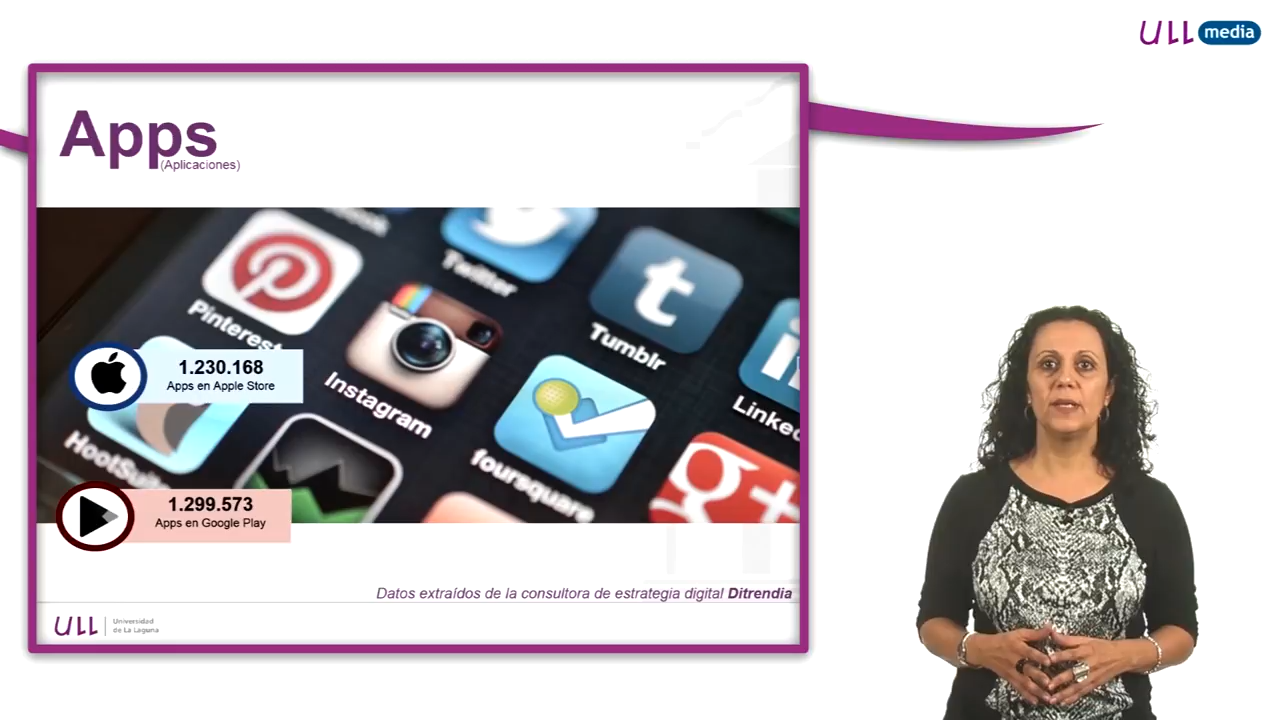 ULL media
Apps
(Aplicaciones)
Twitter
Pinterest
Tumblr
Instagram
1.230.168
Apps en Apple Store
foursquare
g+
1.299.573
Apps en Google Play
Datos extraídos de la consultora de estrategia digital Ditrendia
ULL
Universidad
de La Laguna